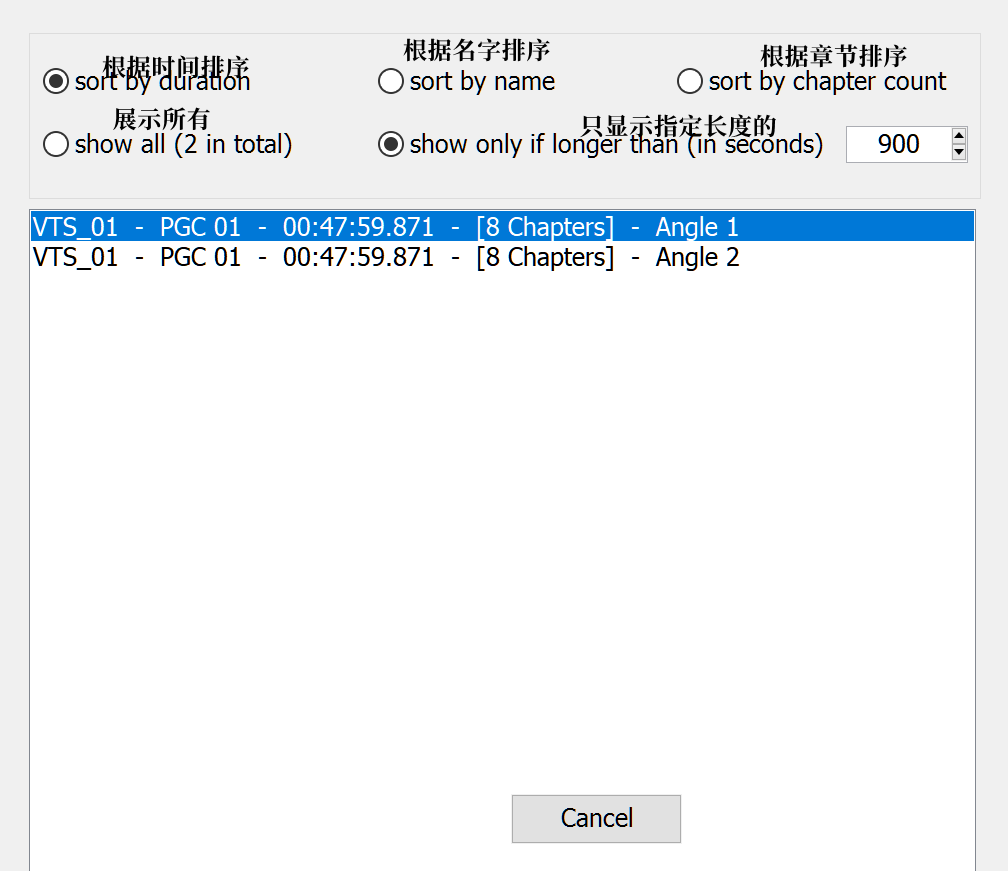 根据时间排序 根据名字排序 根据章节排序
sort by duration sort by name sort by chapter count
展示所有 只显示指定长度的
show all (2 in total) show only if longer than (in seconds) 900
VTS_01 - PGC 01 - 00:47:59.871 - [8 Chapters] - Angle 1
VTS_01 - PGC 01 - 00:47:59.871 - [8 Chapters] - Angle 2
Cancel